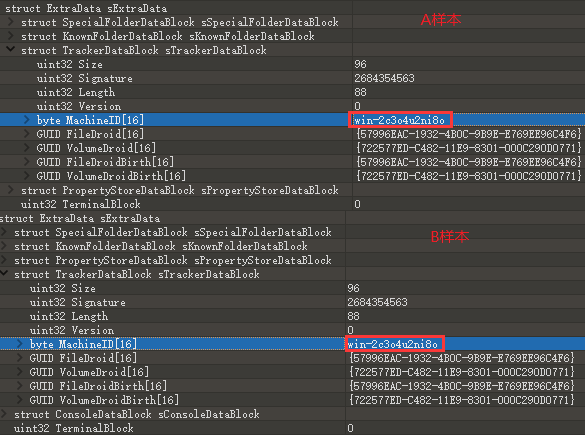 struct ExtraData sExtraData
struct SpecialFolderDataBlock sSpecialFolderDataBlock
struct KnownFolderDataBlock sKnownFolderDataBlock
struct TrackerDataBlock sTrackerDataBlock
uint32 Size 96
uint32 Signature 2684354563
uint32 Length 88
uint32 Version 0
byte MachineID[16] win-2c3o4u2ni8o
GUID FileDroid[16] {57996EAC-1932-4B0C-9B9E-E769EE96C4F6}
GUID VolumeDroid[16] {722577ED-C482-11E9-8301-000C290D0771}
GUID FileDroidBirth[16] {57996EAC-1932-4B0C-9B9E-E769EE96C4F6}
GUID VolumeDroidBirth[16] {722577ED-C482-11E9-8301-000C290D0771}
struct PropertyStoreDataBlock sPropertyStoreDataBlock
uint32 TerminalBlock 0
A样本
struct ExtraData sExtraData
struct SpecialFolderDataBlock sSpecialFolderDataBlock
struct KnownFolderDataBlock sKnownFolderDataBlock
struct PropertyStoreDataBlock sPropertyStoreDataBlock
struct TrackerDataBlock sTrackerDataBlock
uint32 Size 96
uint32 Signature 2684354563
uint32 Length 88
uint32 Version 0
byte MachineID[16] win-2c3o4u2ni8o
GUID FileDroid[16] {57996EAC-1932-4B0C-9B9E-E769EE96C4F6}
GUID VolumeDroid[16] {722577ED-C482-11E9-8301-000C290D0771}
GUID FileDroidBirth[16] {57996EAC-1932-4B0C-9B9E-E769EE96C4F6}
GUID VolumeDroidBirth[16] {722577ED-C482-11E9-8301-000C290D0771}
struct ConsoleDataBlock sConsoleDataBlock
uint32 TerminalBlock 0
B样本